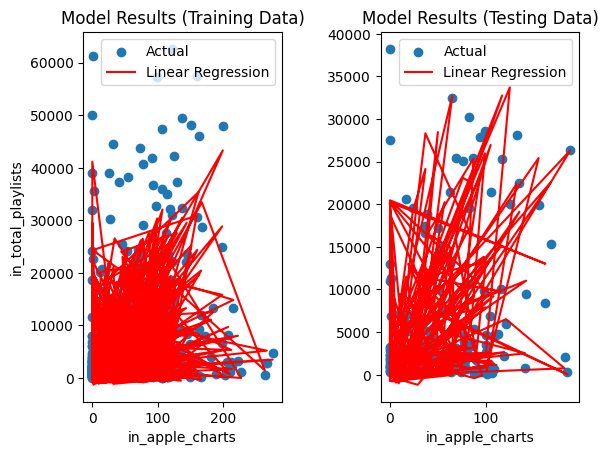 Model Results (Training Data)
Model Results (Testing Data)
Actual
Linear Regression
Actual
Linear Regression
in_total_playlists
60000
50000
40000
30000
20000
10000
0
0
100
200
in_apple_charts
40000
35000
30000
25000
20000
15000
10000
5000
0
0
100
in_apple_charts